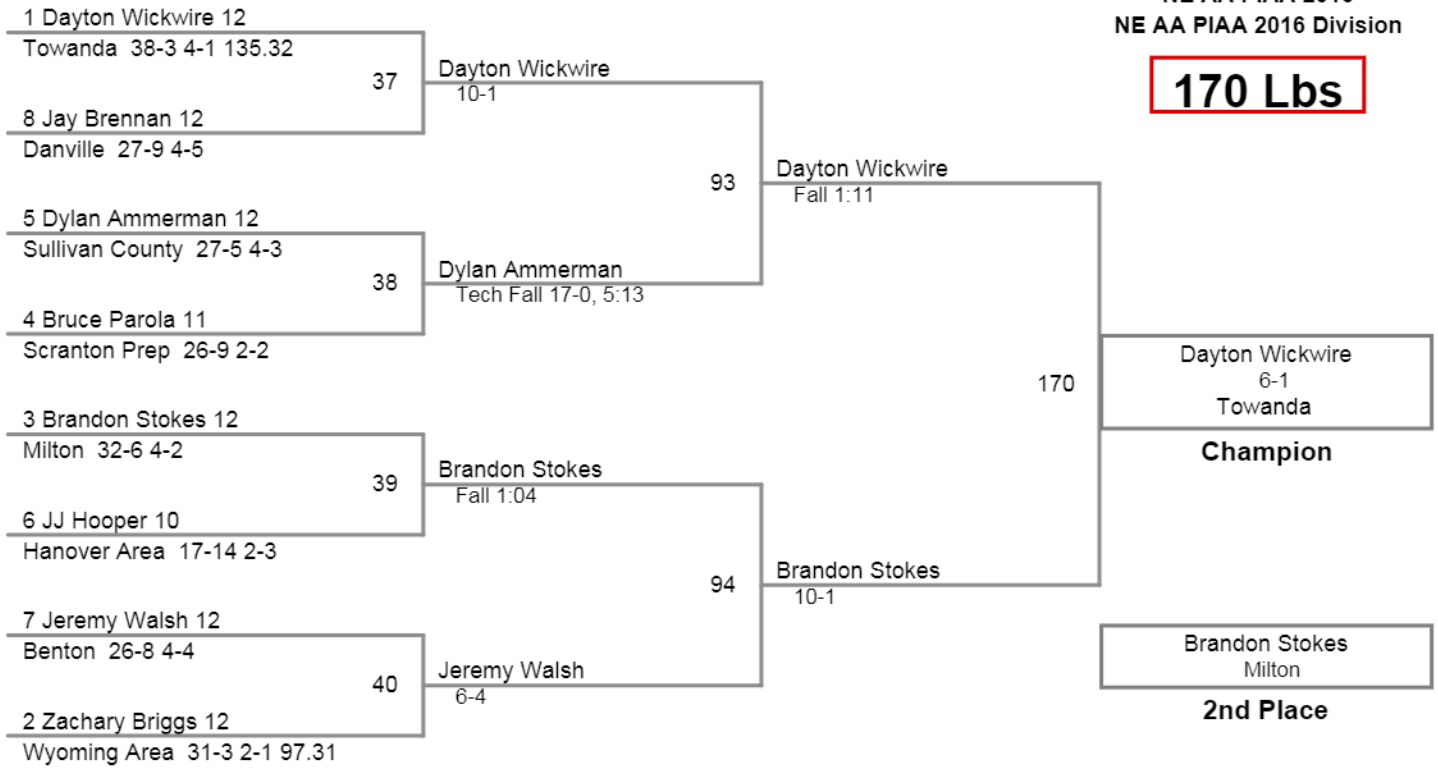 NE AA PIAA 2016
NE AA PIAA 2016 Division
170 Lbs
1 Dayton Wickwire 12
Towanda 38-3 4-1 135.32
37
Dayton Wickwire
10-1
8 Jay Brennan 12
Danville 27-9 4-5
93
Dayton Wickwire
Fall 1:11
5 Dylan Ammerman 12
Sullivan County 27-5 4-3
38
Dylan Ammerman
Tech Fall 17-0, 5:13
4 Bruce Parola 11
Scranton Prep 26-9 2-2
170
Dayton Wickwire
6-1
Towanda
Champion
3 Brandon Stokes 12
Milton 32-6 4-2
39
Brandon Stokes
Fall 1:04
6 JJ Hooper 10
Hanover Area 17-14 2-3
94
Brandon Stokes
10-1
7 Jeremy Walsh 12
Benton 26-8 4-4
40
Jeremy Walsh
6-4
2 Zachary Briggs 12
Wyoming Area 31-3 2-1 97.31
Brandon Stokes
Milton
2nd Place